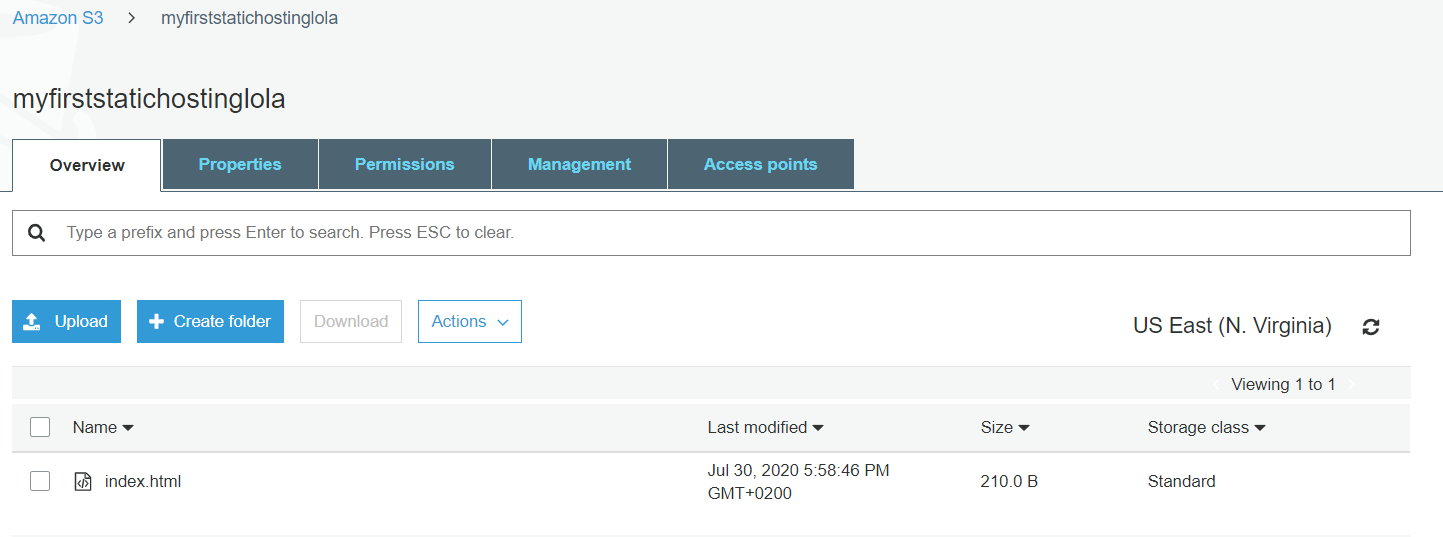 Amazon S3 > myfirststatichostinglola
myfirststatichostinglola
Overview Properties Permissions Management Access points
Type a prefix and press Enter to search. Press ESC to clear.
Upload Create folder Download Actions US East (N. Virginia)
Viewing 1 to 1
Name Last modified Size Storage class
index.html Jul 30, 2020 5:58:46 PM 210.0 B Standard
GMT+0200